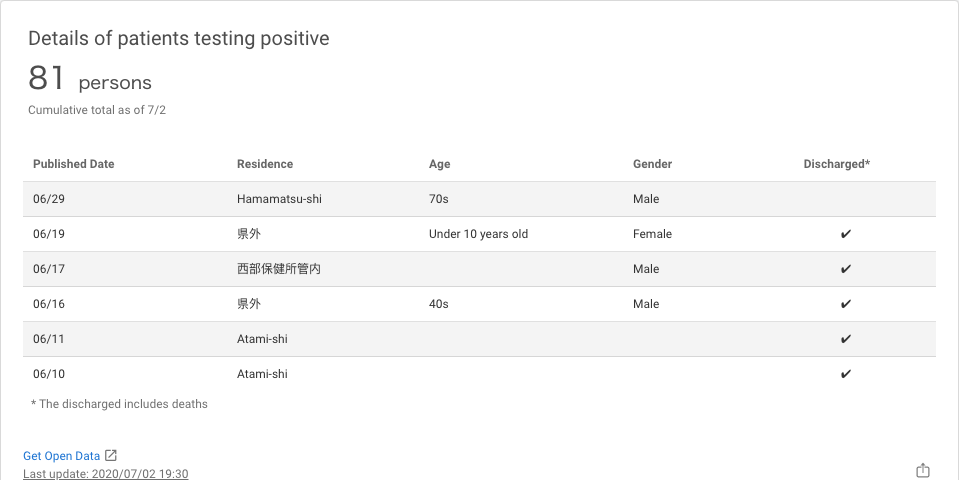 Details of patients testing positive
81 persons
Cumulative total as of 7/2
Published Date Residence Age Gender Discharged*
06/29 Hamamatsu-shi 70s Male
06/19 県外 Under 10 years old Female ✔
06/17 西部保健所管内 Male ✔
06/16 県外 40s Male ✔
06/11 Atami-shi ✔
06/10 Atami-shi ✔
* The discharged includes deaths
Get Open Data
Last update: 2020/07/02 19:30